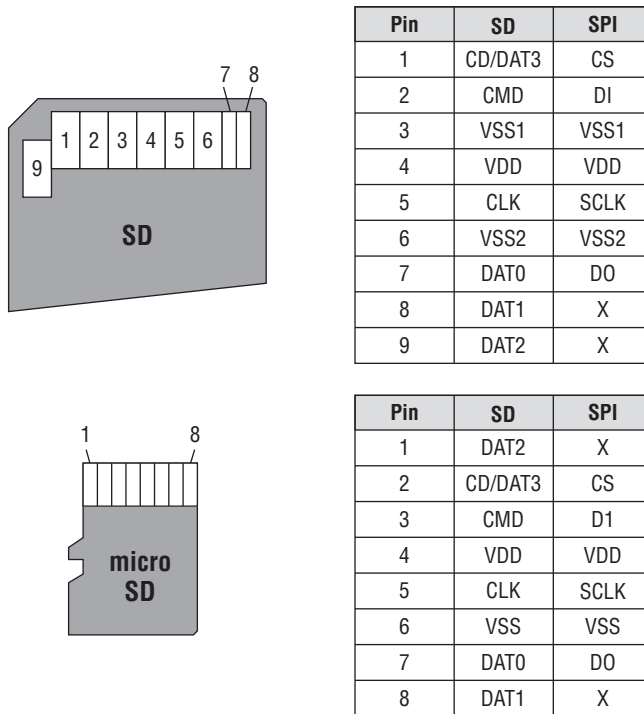 7 8
1 2 3 4 5 6
9
SD
Pin SD SPI
1 CD/DAT3 CS
2 CMD DI
3 VSS1 VSS1
4 VDD VDD
5 CLK SCLK
6 VSS2 VSS2
7 DAT0 DO
8 DAT1 X
9 DAT2 X
1 8
micro
SD
Pin SD SPI
1 DAT2 X
2 CD/DAT3 CS
3 CMD D1
4 VDD VDD
5 CLK SCLK
6 VSS VSS
7 DAT0 DO
8 DAT1 X